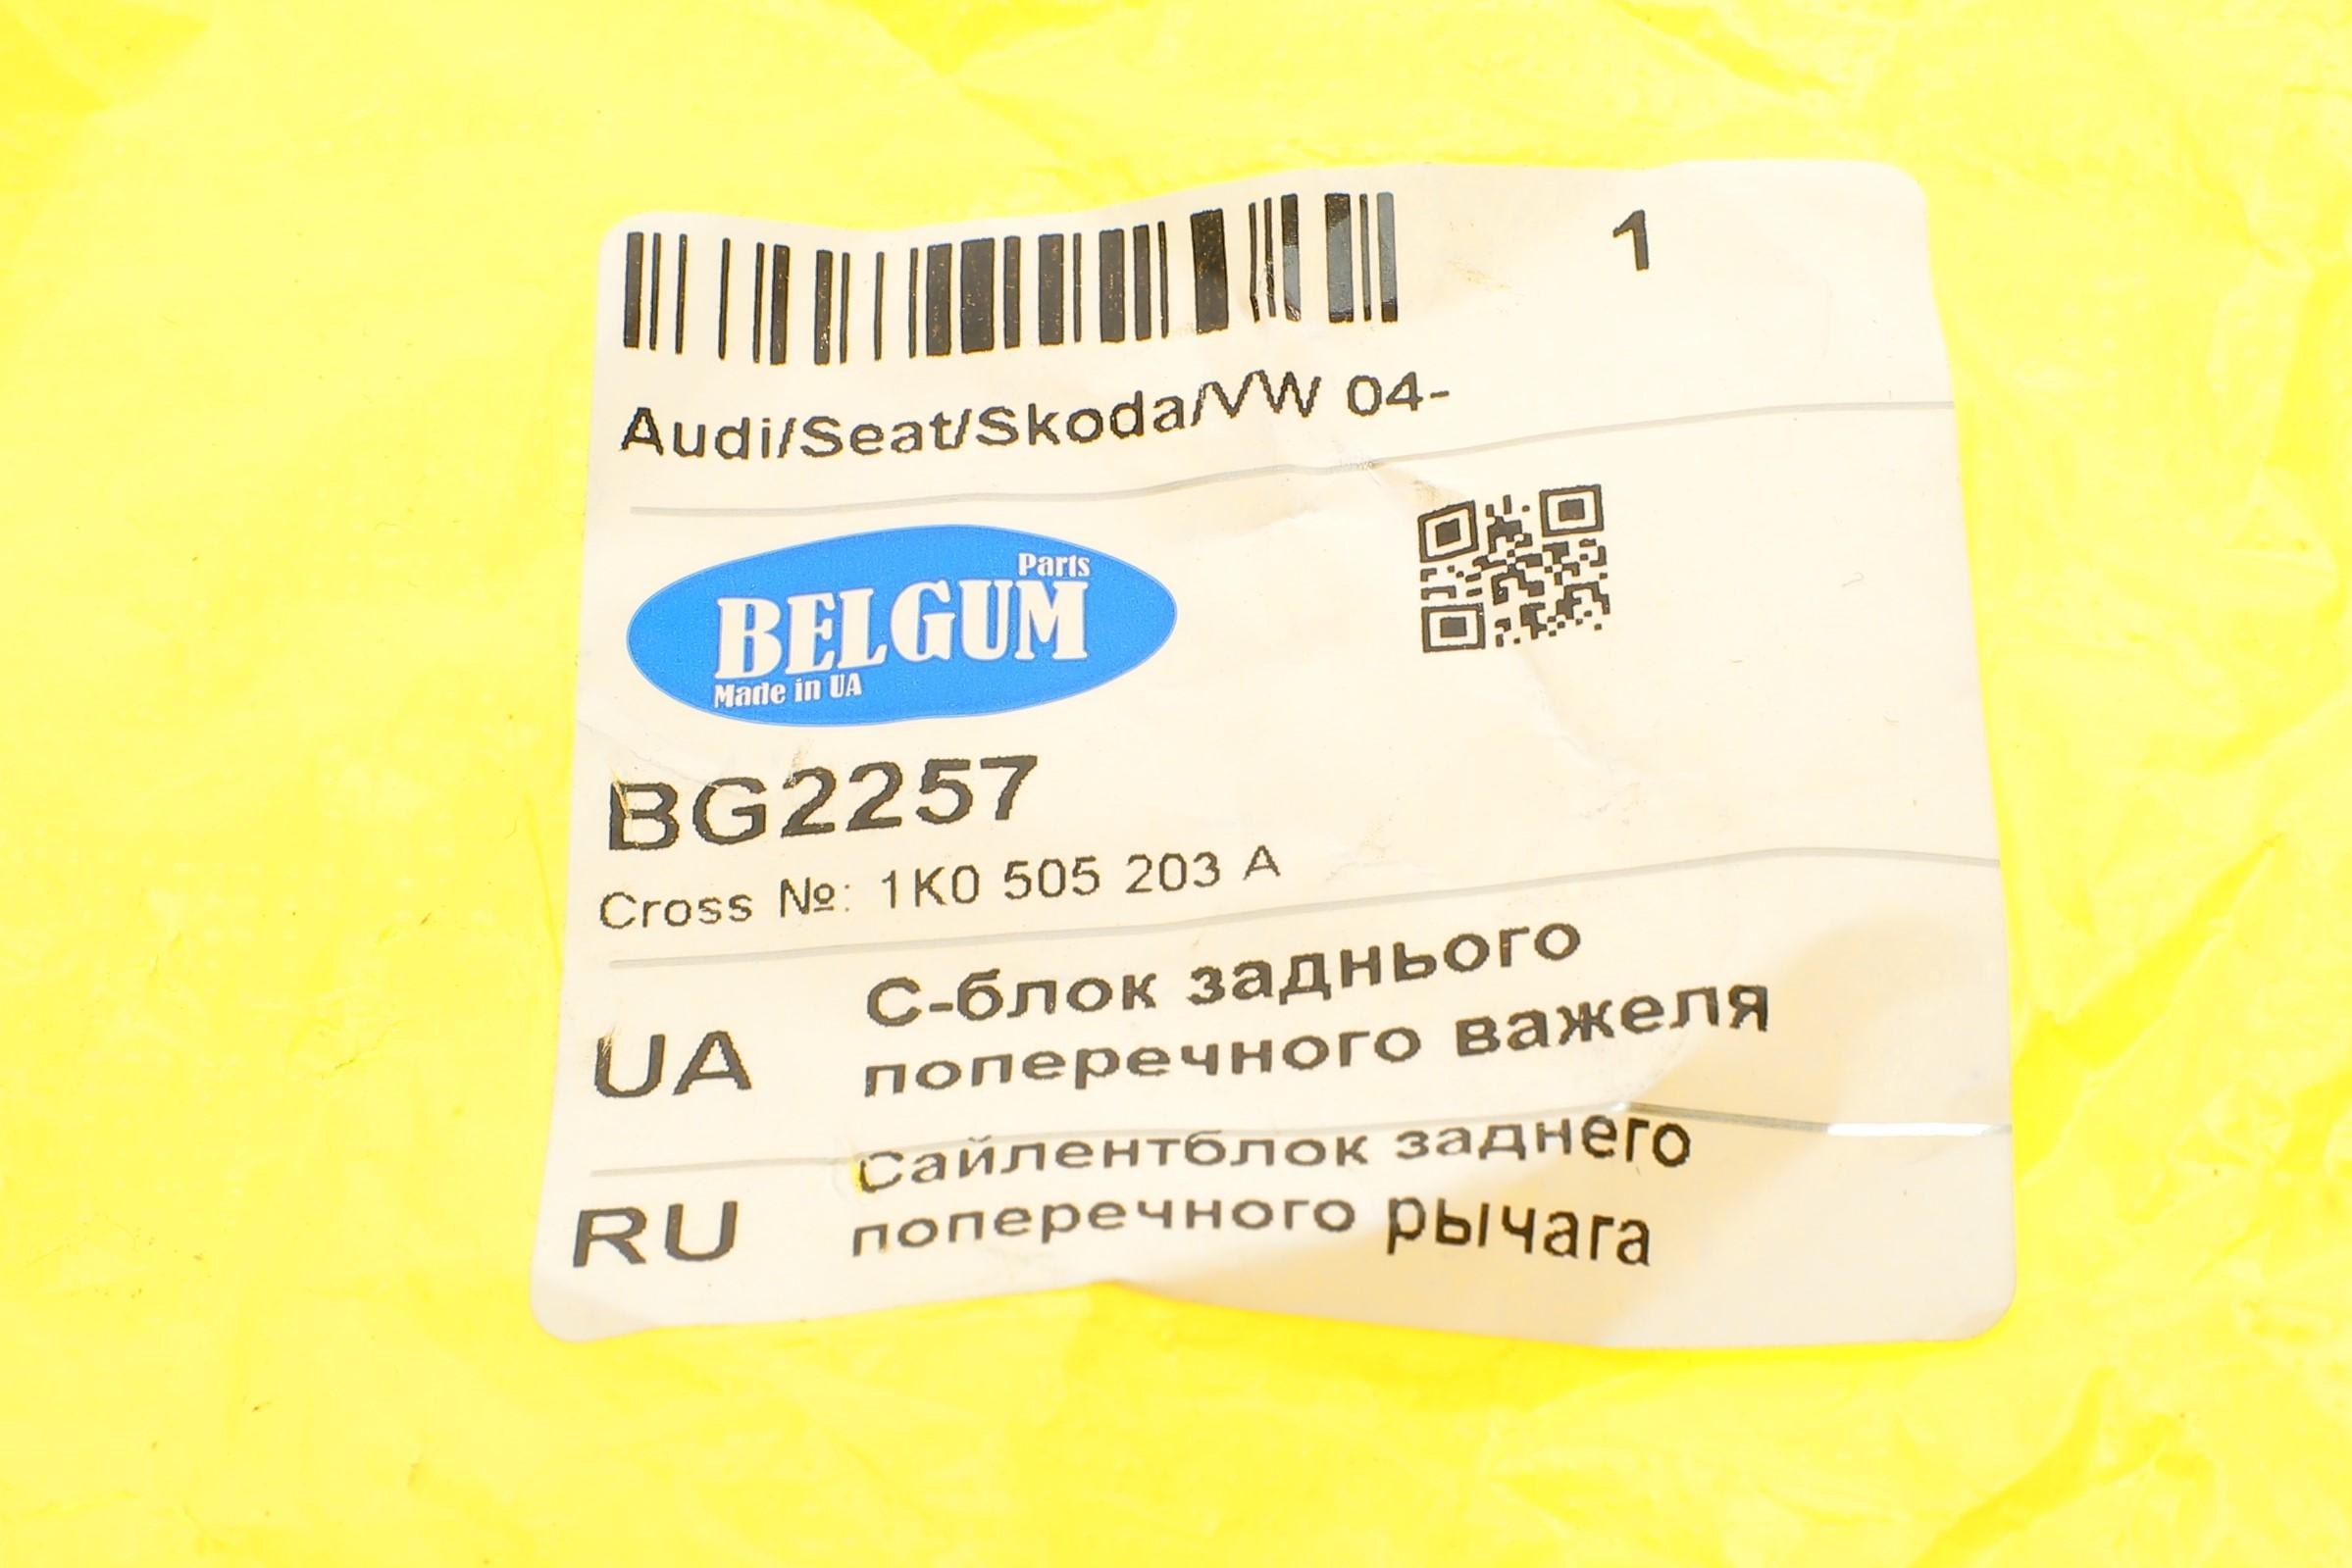 1
Audi/Seat/Skoda/VW 04-
Parts
BELGUM
Made in UA
BG2257
Cross №: 1K0 505 203 A
UA
С-блок заднього
поперечного важеля
RU
Сайлентблок заднего
поперечного рычага